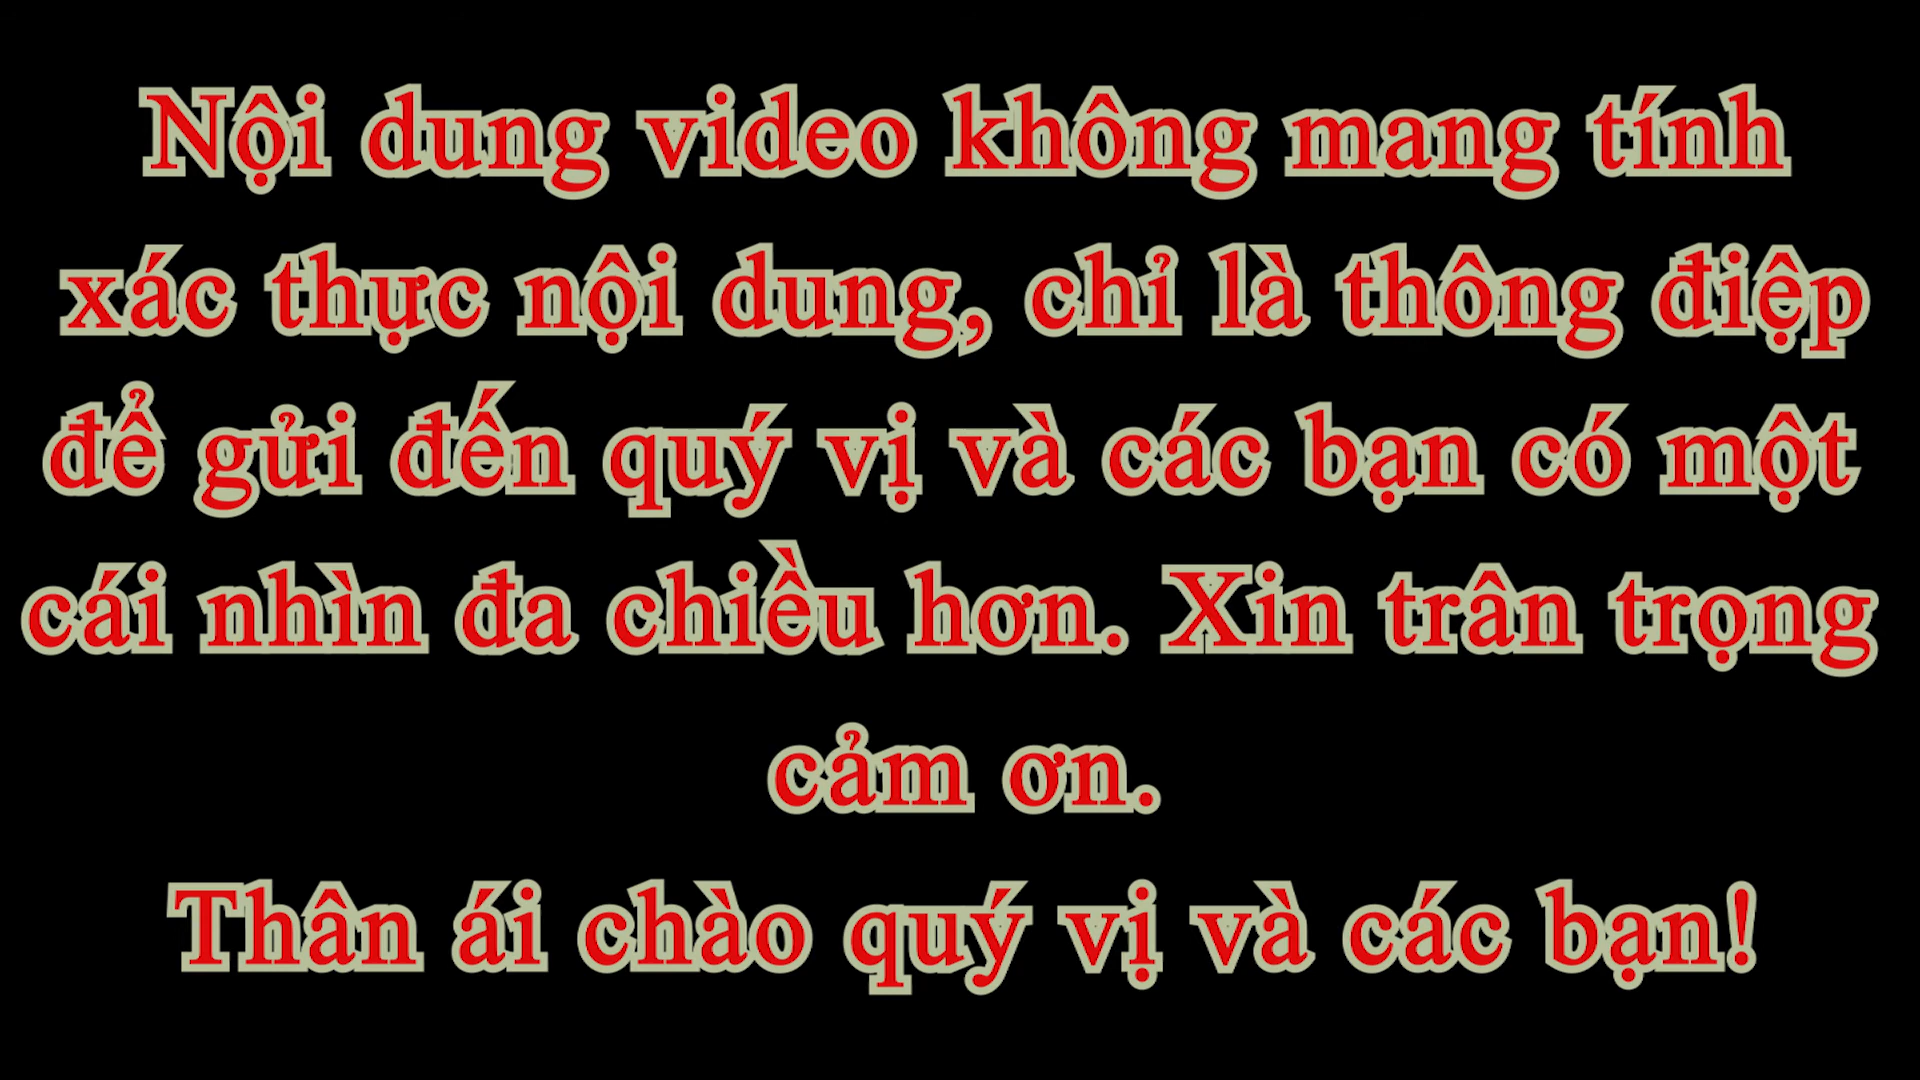 Nội dung video không mang tính
xác thực nội dung, chỉ là thông điệp
để gửi đến quý vị và các bạn có một
cái nhìn đa chiều hơn. Xin trân trọng
cảm ơn.
Thân ái chào quý vị và các bạn!